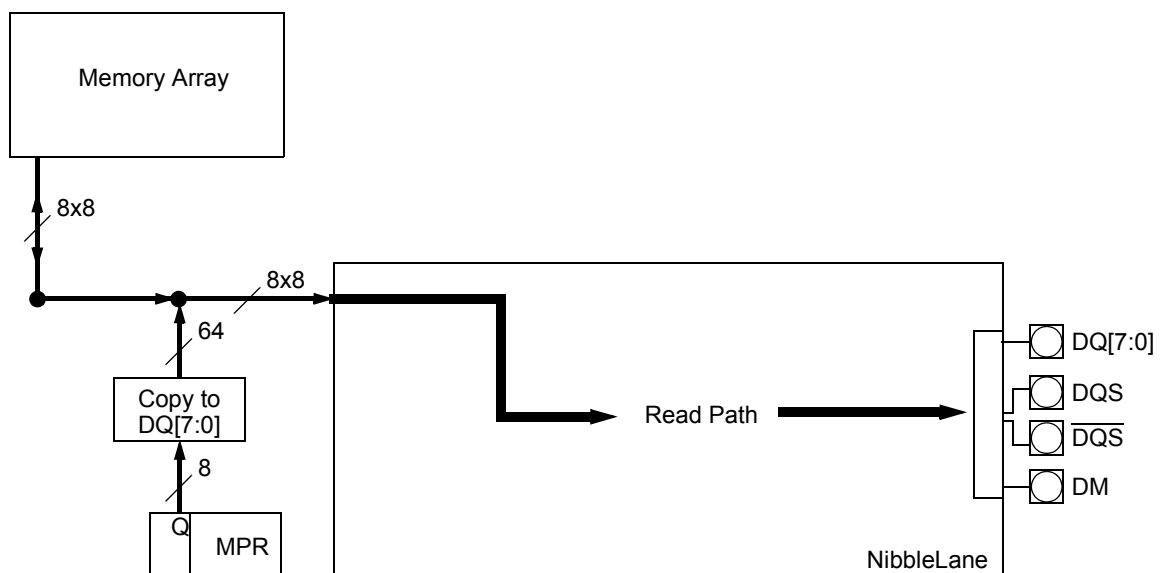 Memory Array
8x8
8x8
64
DQ[7:0]
Copy to
DQ[7:0]
DQS
Read Path
D̅Q̅S̅
8
DM
Q
MPR
NibbleLane